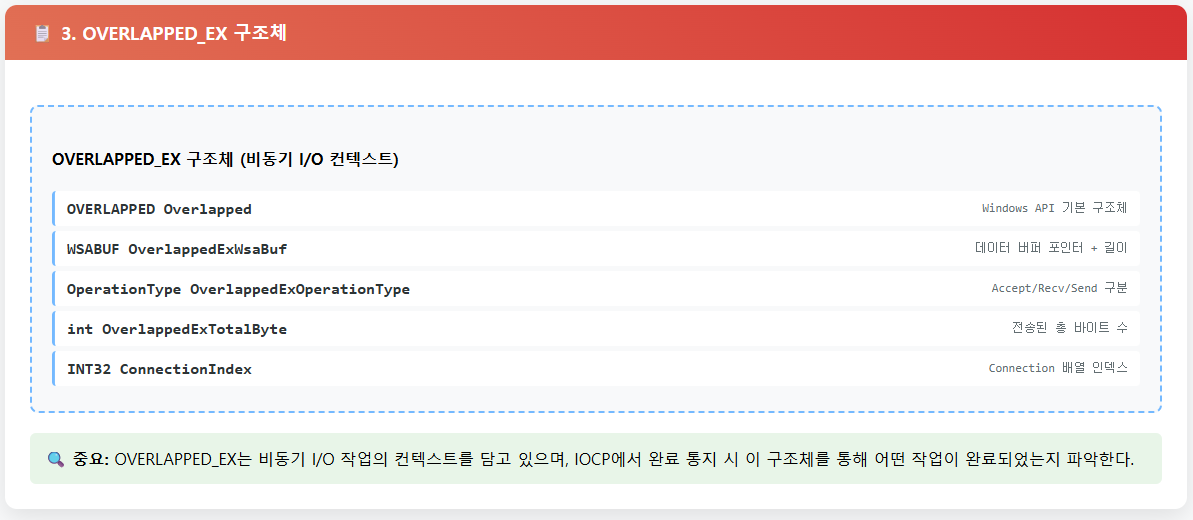 📋 3. OVERLAPPED_EX 구조체
OVERLAPPED_EX 구조체 (비동기 I/O 컨텍스트)
OVERLAPPED Overlapped Windows API 기본 구조체
WSABUF OverlappedExWsaBuf 데이터 버퍼 포인터 + 길이
OperationType OverlappedExOperationType Accept/Recv/Send 구분
int OverlappedExTotalByte 전송된 총 바이트 수
INT32 ConnectionIndex Connection 배열 인덱스
🔍 중요: OVERLAPPED_EX는 비동기 I/O 작업의 컨텍스트를 담고 있으며, IOCP에서 완료 통지 시 이 구조체를 통해 어떤 작업이 완료되었는지 파악한다.